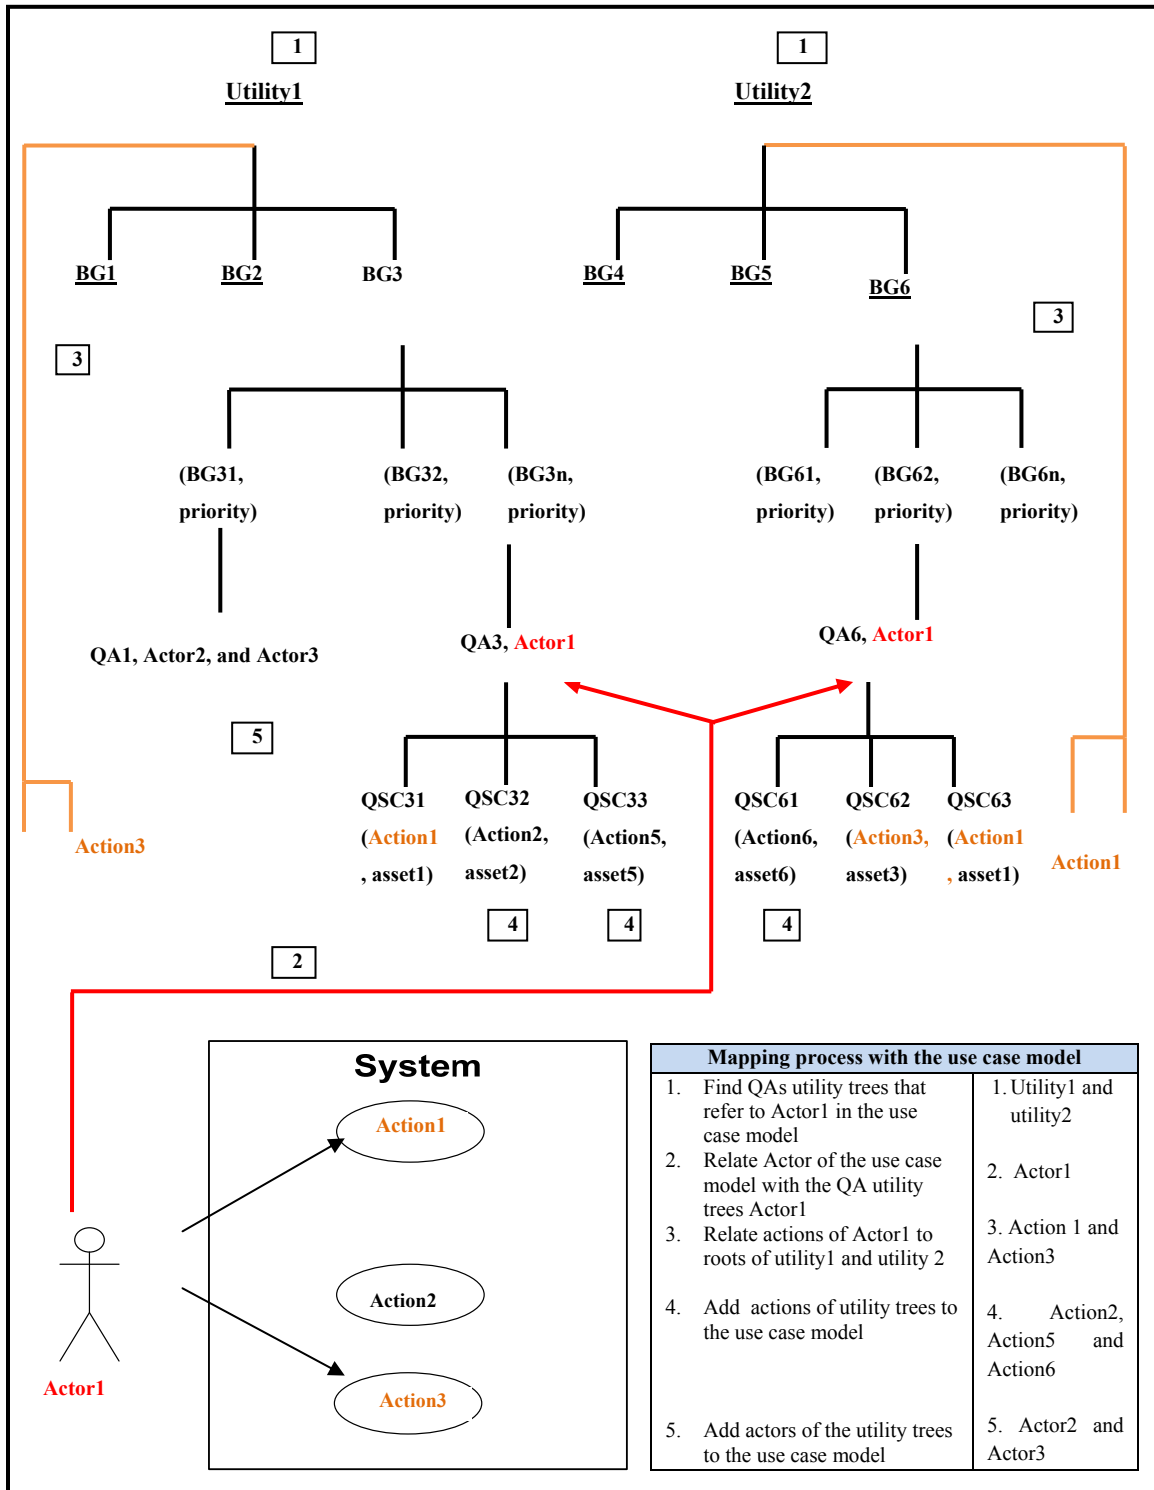 1
1
Utility1
Utility2
BG1
BG2
BG3
BG4
BG5
BG6
3
3
(BG31,
priority)
(BG32,
priority)
(BG3n,
priority)
(BG61,
priority)
(BG62,
priority)
(BG6n,
priority)
QA1, Actor2, and Actor3
QA3, Actor1
QA6, Actor1
5
QSC31
(Action1
, asset1)
QSC32
(Action2,
asset2)
QSC33
(Action5,
asset5)
QSC61
(Action6,
asset6)
QSC62
(Action3,
asset3)
QSC63
(Action1
, asset1)
Action3
Action1
4
4
4
2
System
Action1
Action2
Action3
Actor1
Mapping process with the use case model
1. Find QAs utility trees that
refer to Actor1 in the use
case model
1. Utility1 and
utility2
2. Relate Actor of the use case
model with the QA utility
trees Actor1
2. Actor1
3. Relate actions of Actor1 to
roots of utility1 and utility 2
3. Action 1 and
Action3
4. Add actions of utility trees to
the use case model
4. Action2,
Action5 and
Action6
5. Add actors of the utility trees
to the use case model
5. Actor2 and
Actor3